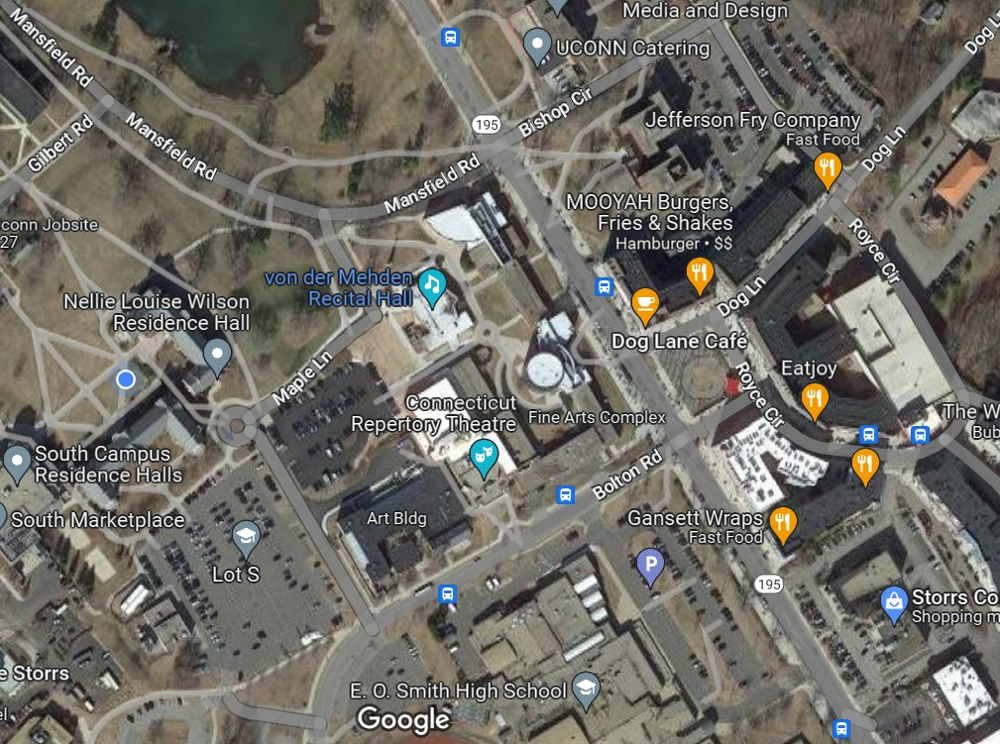 Media and Design
Mansfield Rd
UCONN Catering
Dog Ln
195
Bishop Cir
Jefferson Fry Company
Fast Food
Gilbert Rd
Mansfield Rd
Dog Ln
Mansfield Rd
MOOYAH Burgers,
Fries & Shakes
Hamburger • $$
conn Jobsite
27
Royce Cir
von der Mehden
Recital Hall
Nellie Louise Wilson
Residence Hall
Dog Ln
Dog Lane Café
Maple Ln
Eatjoy
Royce Cir
Connecticut
Repertory Theatre
Fine Arts Complex
The W
Bub
South Campus
Residence Halls
Bolton Rd
South Marketplace
Art Bldg
Gansett Wraps
Fast Food
P
Lot S
195
Storrs Co
Shopping m
e Storrs
E. O. Smith High School
Google
el